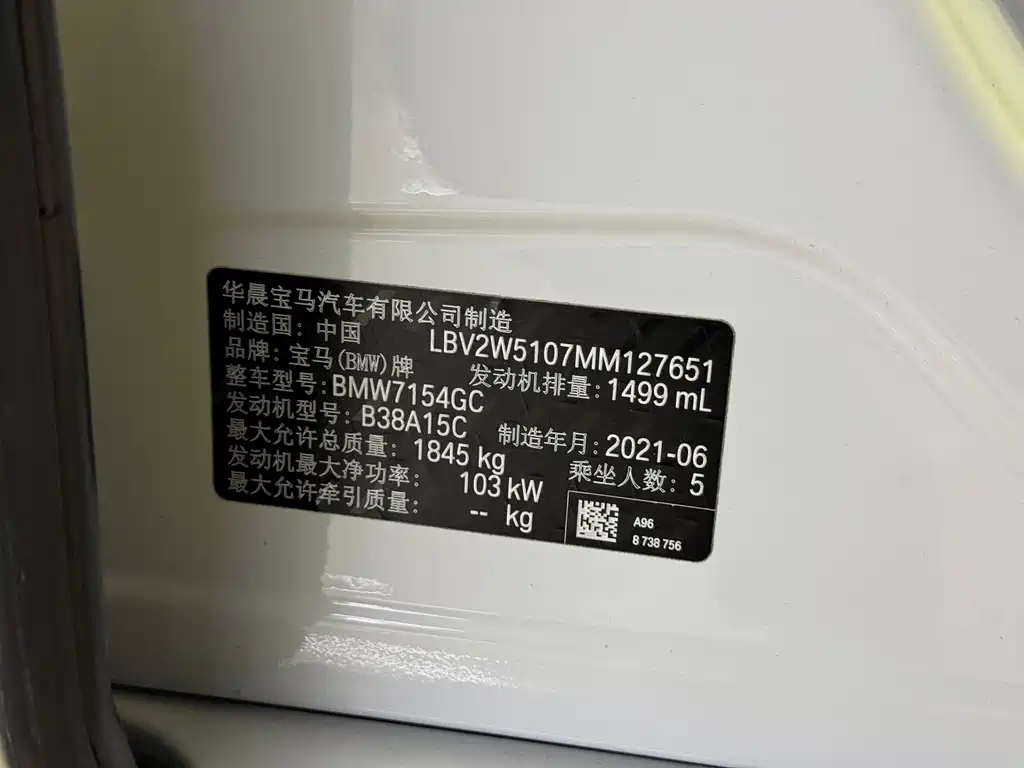 华晨宝马汽车有限公司制造
制造国：中国 LBV2W5107MM127651
品牌：宝马(BMW)牌 发动机排量：1499 mL
整车型号：BMW7154GC
发动机型号：B38A15C 制造年月：2021-06
最大允许总质量：1845 kg 乘坐人数：5
发动机最大净功率：103 kW
最大允许牵引质量：-- kg
A96
8 738 756